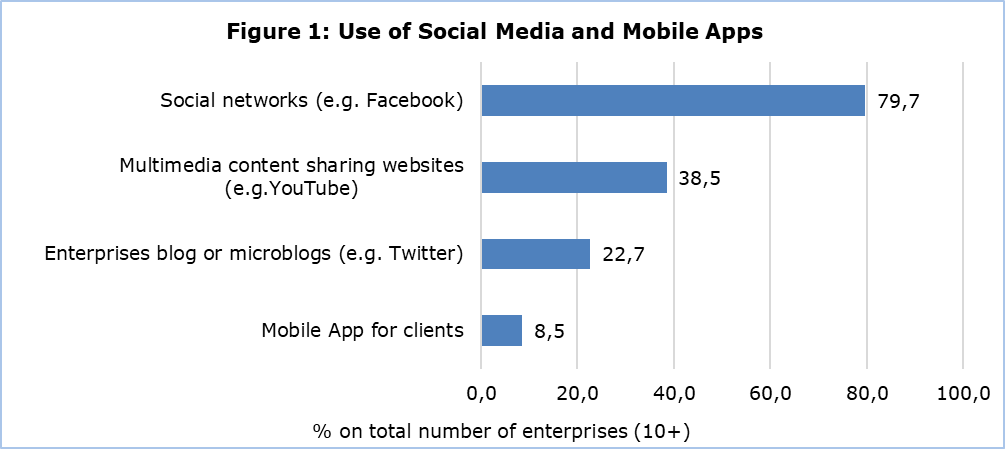 Figure 1: Use of Social Media and Mobile Apps
Social networks (e.g. Facebook)
79,7
Multimedia content sharing websites
(e.g.YouTube)
38,5
Enterprises blog or microblogs (e.g. Twitter)
22,7
Mobile App for clients
8,5
0,0 20,0 40,0 60,0 80,0 100,0
% on total number of enterprises (10+)